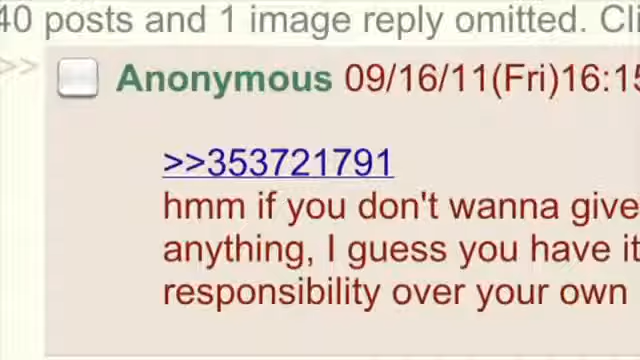 40 posts and 1 image reply omitted. Cli
>>
Anonymous 09/16/11(Fri)16:15
>>353721791
hmm if you don't wanna give
anything, I guess you have it
responsibility over your own